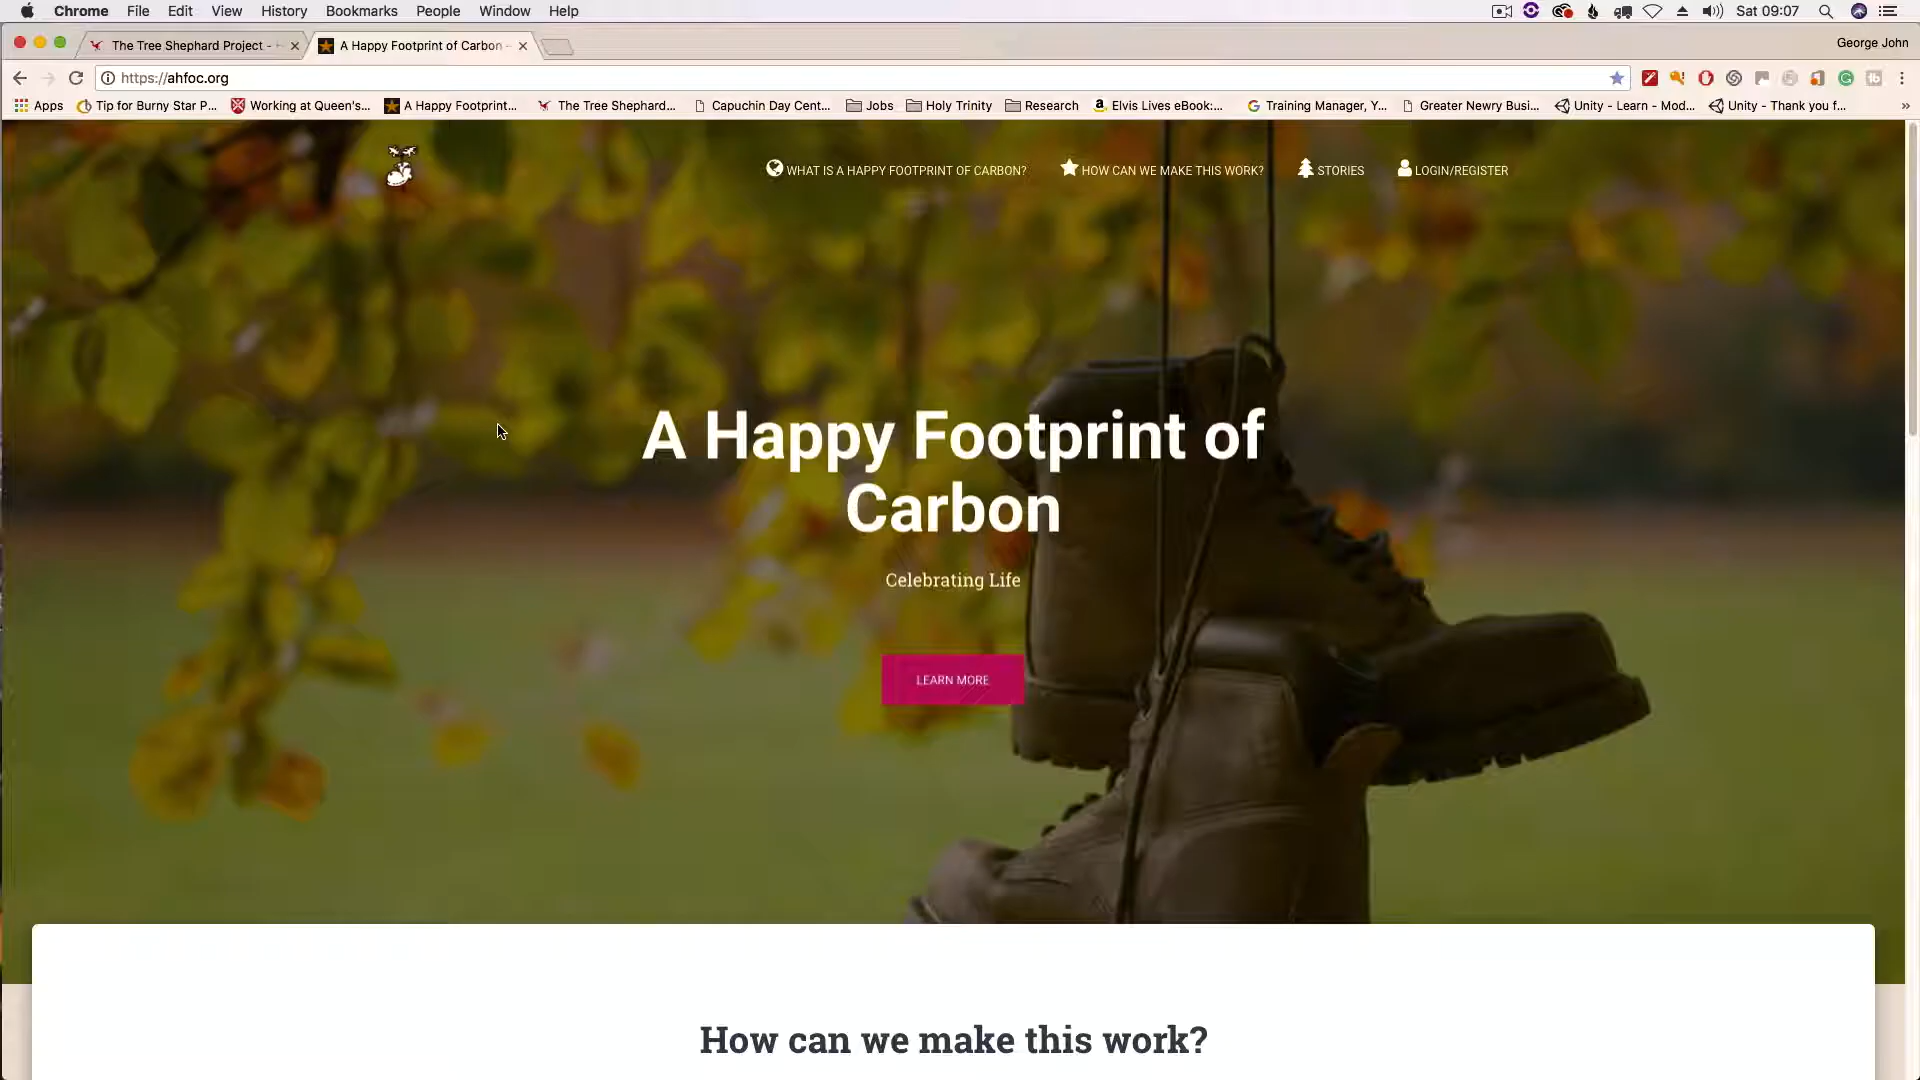 Chrome File Edit View History Bookmarks People Window Help Sat 09:07
The Tree Shephard Project - A Happy Footprint of Carbon - George John
https://ahfoc.org
Apps Tip for Burny Star P... Working at Queen's... A Happy Footprint... The Tree Shephard... Capuchin Day Cent... Jobs Holy Trinity Research Elvis Lives eBook:... Training Manager, Y... Greater Newry Busi... Unity - Learn - Mod... Unity - Thank you f... »
WHAT IS A HAPPY FOOTPRINT OF CARBON? HOW CAN WE MAKE THIS WORK? STORIES LOGIN/REGISTER
A Happy Footprint of
Carbon
Celebrating Life
LEARN MORE
How can we make this work?